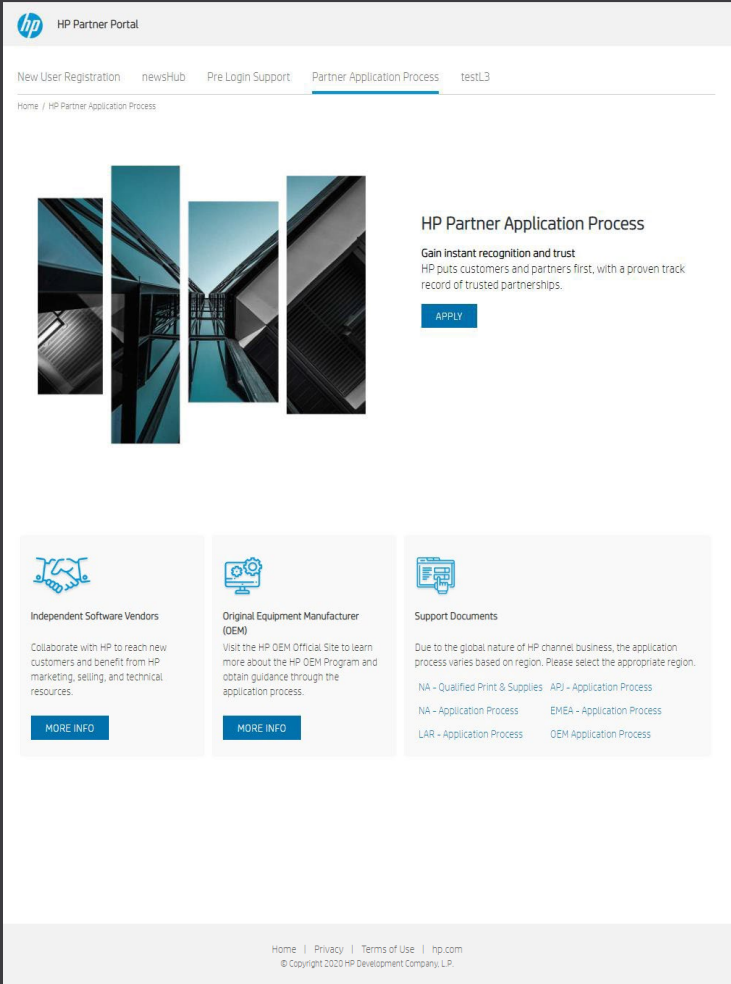 hp
HP Partner Portal
New User Registration newsHub Pre Login Support Partner Application Process testL3
Home / HP Partner Application Process
HP Partner Application Process
Gain instant recognition and trust
HP puts customers and partners first, with a proven track
record of trusted partnerships.
APPLY
Independent Software Vendors
Collaborate with HP to reach new
customers and benefit from HP
marketing, selling, and technical
resources.
MORE INFO
Original Equipment Manufacturer
(OEM)
Visit the HP OEM Official Site to learn
more about the HP OEM Program and
obtain guidance through the
application process.
MORE INFO
Support Documents
Due to the global nature of HP channel business, the application
process varies based on region. Please select the appropriate region.
NA - Qualified Print & Supplies APJ - Application Process
NA - Application Process EMEA - Application Process
LAR - Application Process OEM Application Process
Home | Privacy | Terms of Use | hp.com
© Copyright 2020 HP Development Company, L.P.